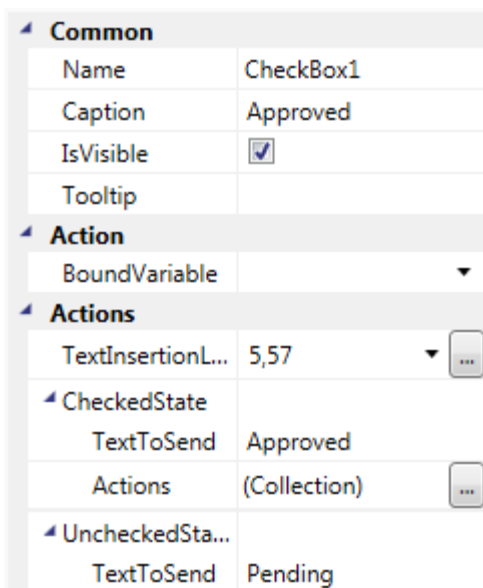 Common
Name CheckBox1
Caption Approved
IsVisible
Tooltip
Action
BoundVariable
Actions
TextInsertionL... 5,57 ...
CheckedState
TextToSend Approved
Actions (Collection) ...
UncheckedSta...
TextToSend Pending